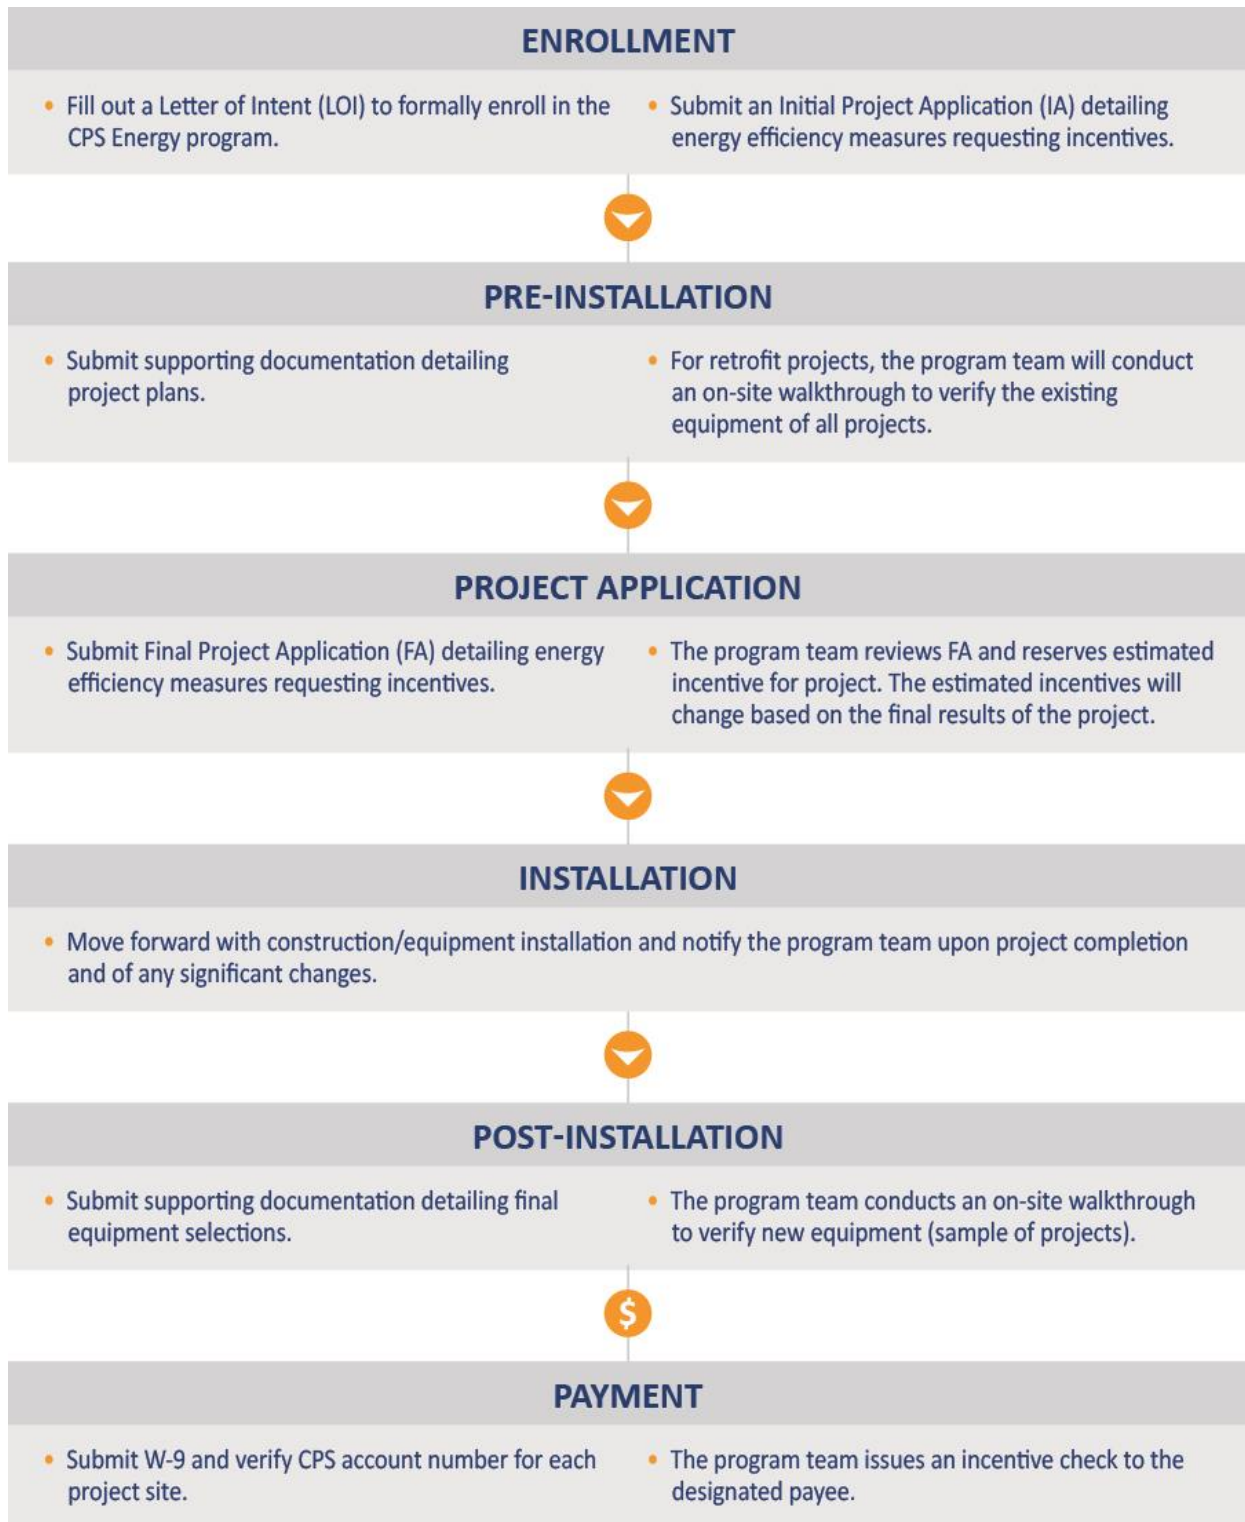 ENROLLMENT
• Fill out a Letter of Intent (LOI) to formally enroll in the
CPS Energy program.
• Submit an Initial Project Application (IA) detailing
energy efficiency measures requesting incentives.
PRE-INSTALLATION
• Submit supporting documentation detailing
project plans.
• For retrofit projects, the program team will conduct
an on-site walkthrough to verify the existing
equipment of all projects.
PROJECT APPLICATION
• Submit Final Project Application (FA) detailing energy
efficiency measures requesting incentives.
• The program team reviews FA and reserves estimated
incentive for project. The estimated incentives will
change based on the final results of the project.
INSTALLATION
• Move forward with construction/equipment installation and notify the program team upon project completion
and of any significant changes.
POST-INSTALLATION
• Submit supporting documentation detailing final
equipment selections.
• The program team conducts an on-site walkthrough
to verify new equipment (sample of projects).
$
PAYMENT
• Submit W-9 and verify CPS account number for each
project site.
• The program team issues an incentive check to the
designated payee.